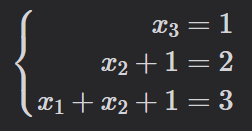 x₃ = 1
x₂ + 1 = 2
x₁ + x₂ + 1 = 3